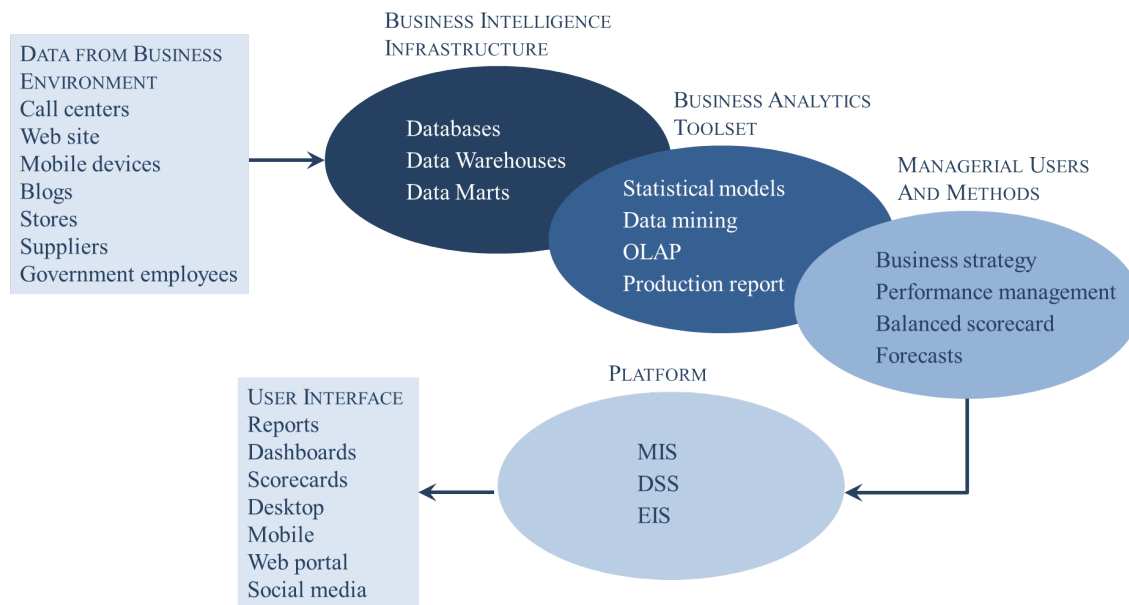 DATA FROM BUSINESS
ENVIRONMENT
Call centers
Web site
Mobile devices
Blogs
Stores
Suppliers
Government employees
BUSINESS INTELLIGENCE
INFRASTRUCTURE
Databases
Data Warehouses
Data Marts
BUSINESS ANALYTICS
TOOLSET
Statistical models
Data mining
OLAP
Production report
MANAGERIAL USERS
AND METHODS
Business strategy
Performance management
Balanced scorecard
Forecasts
PLATFORM
MIS
DSS
EIS
USER INTERFACE
Reports
Dashboards
Scorecards
Desktop
Mobile
Web portal
Social media